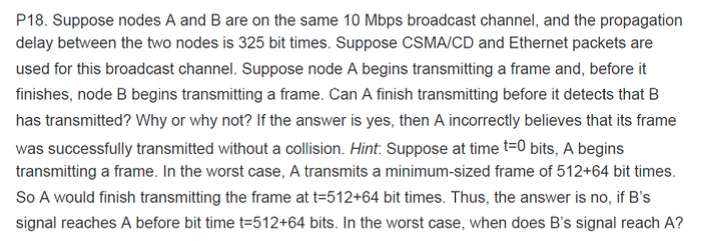 P18. Suppose nodes A and B are on the same 10 Mbps broadcast channel, and the propagation
delay between the two nodes is 325 bit times. Suppose CSMA/CD and Ethernet packets are
used for this broadcast channel. Suppose node A begins transmitting a frame and, before it
finishes, node B begins transmitting a frame. Can A finish transmitting before it detects that B
has transmitted? Why or why not? If the answer is yes, then A incorrectly believes that its frame
was successfully transmitted without a collision. Hint: Suppose at time t=0 bits, A begins
transmitting a frame. In the worst case, A transmits a minimum-sized frame of 512+64 bit times.
So A would finish transmitting the frame at t=512+64 bit times. Thus, the answer is no, if B's
signal reaches A before bit time t=512+64 bits. In the worst case, when does B's signal reach A?